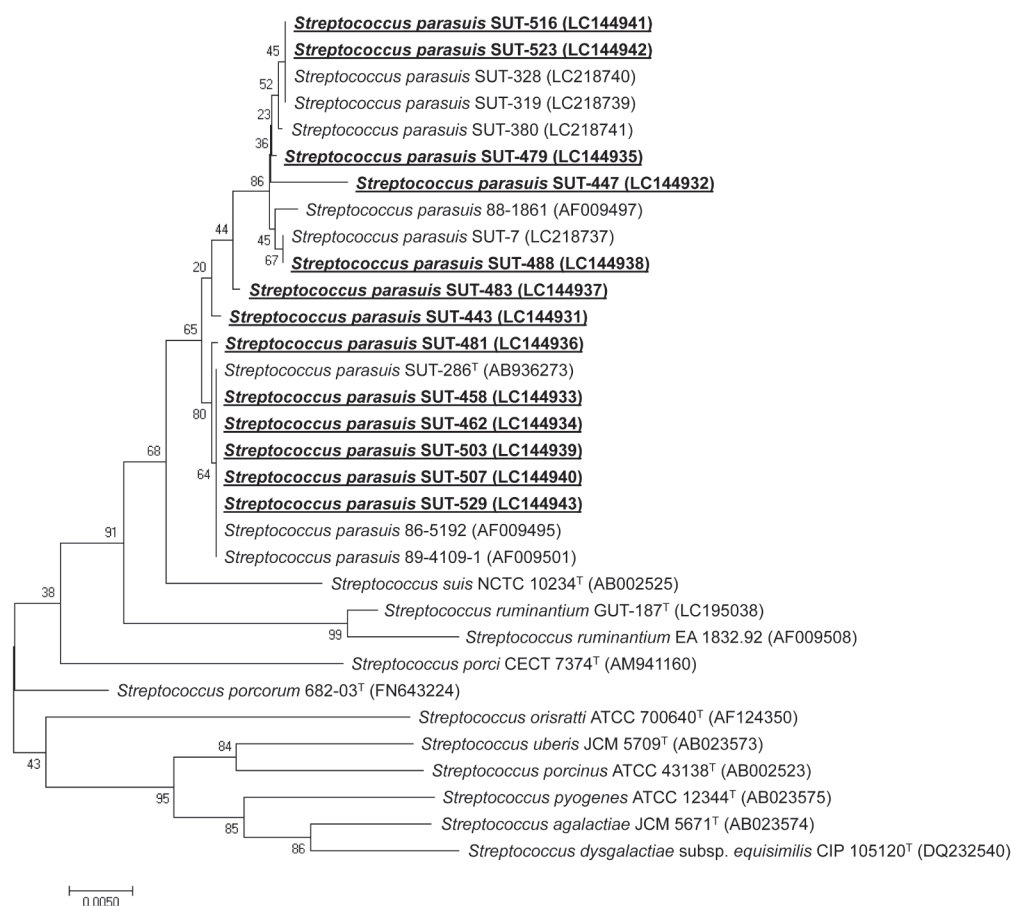 Streptococcus parasuis SUT-516 (LC144941)
45
Streptococcus parasuis SUT-523 (LC144942)
Streptococcus parasuis SUT-328 (LC218740)
52
Streptococcus parasuis SUT-319 (LC218739)
23
Streptococcus parasuis SUT-380 (LC218741)
36
Streptococcus parasuis SUT-479 (LC144935)
86
Streptococcus parasuis SUT-447 (LC144932)
Streptococcus parasuis 88-1861 (AF009497)
44
45
Streptococcus parasuis SUT-7 (LC218737)
67
Streptococcus parasuis SUT-488 (LC144938)
20
Streptococcus parasuis SUT-483 (LC144937)
Streptococcus parasuis SUT-443 (LC144931)
65
Streptococcus parasuis SUT-481 (LC144936)
Streptococcus parasuis SUT-286ᵀ (AB936273)
Streptococcus parasuis SUT-458 (LC144933)
80
Streptococcus parasuis SUT-462 (LC144934)
68
Streptococcus parasuis SUT-503 (LC144939)
64
Streptococcus parasuis SUT-507 (LC144940)
Streptococcus parasuis SUT-529 (LC144943)
91
Streptococcus parasuis 86-5192 (AF009495)
Streptococcus parasuis 89-4109-1 (AF009501)
38
Streptococcus suis NCTC 10234ᵀ (AB002525)
Streptococcus ruminantium GUT-187ᵀ (LC195038)
99
Streptococcus ruminantium EA 1832.92 (AF009508)
Streptococcus porci CECT 7374ᵀ (AM941160)
Streptococcus porcorum 682-03ᵀ (FN643224)
Streptococcus orisratti ATCC 700640ᵀ (AF124350)
43
84
Streptococcus uberis JCM 5709ᵀ (AB023573)
Streptococcus porcinus ATCC 43138ᵀ (AB002523)
95
Streptococcus pyogenes ATCC 12344ᵀ (AB023575)
85
Streptococcus agalactiae JCM 5671ᵀ (AB023574)
86
Streptococcus dysgalactiae subsp. equisimilis CIP 105120ᵀ (DQ232540)
0.0050